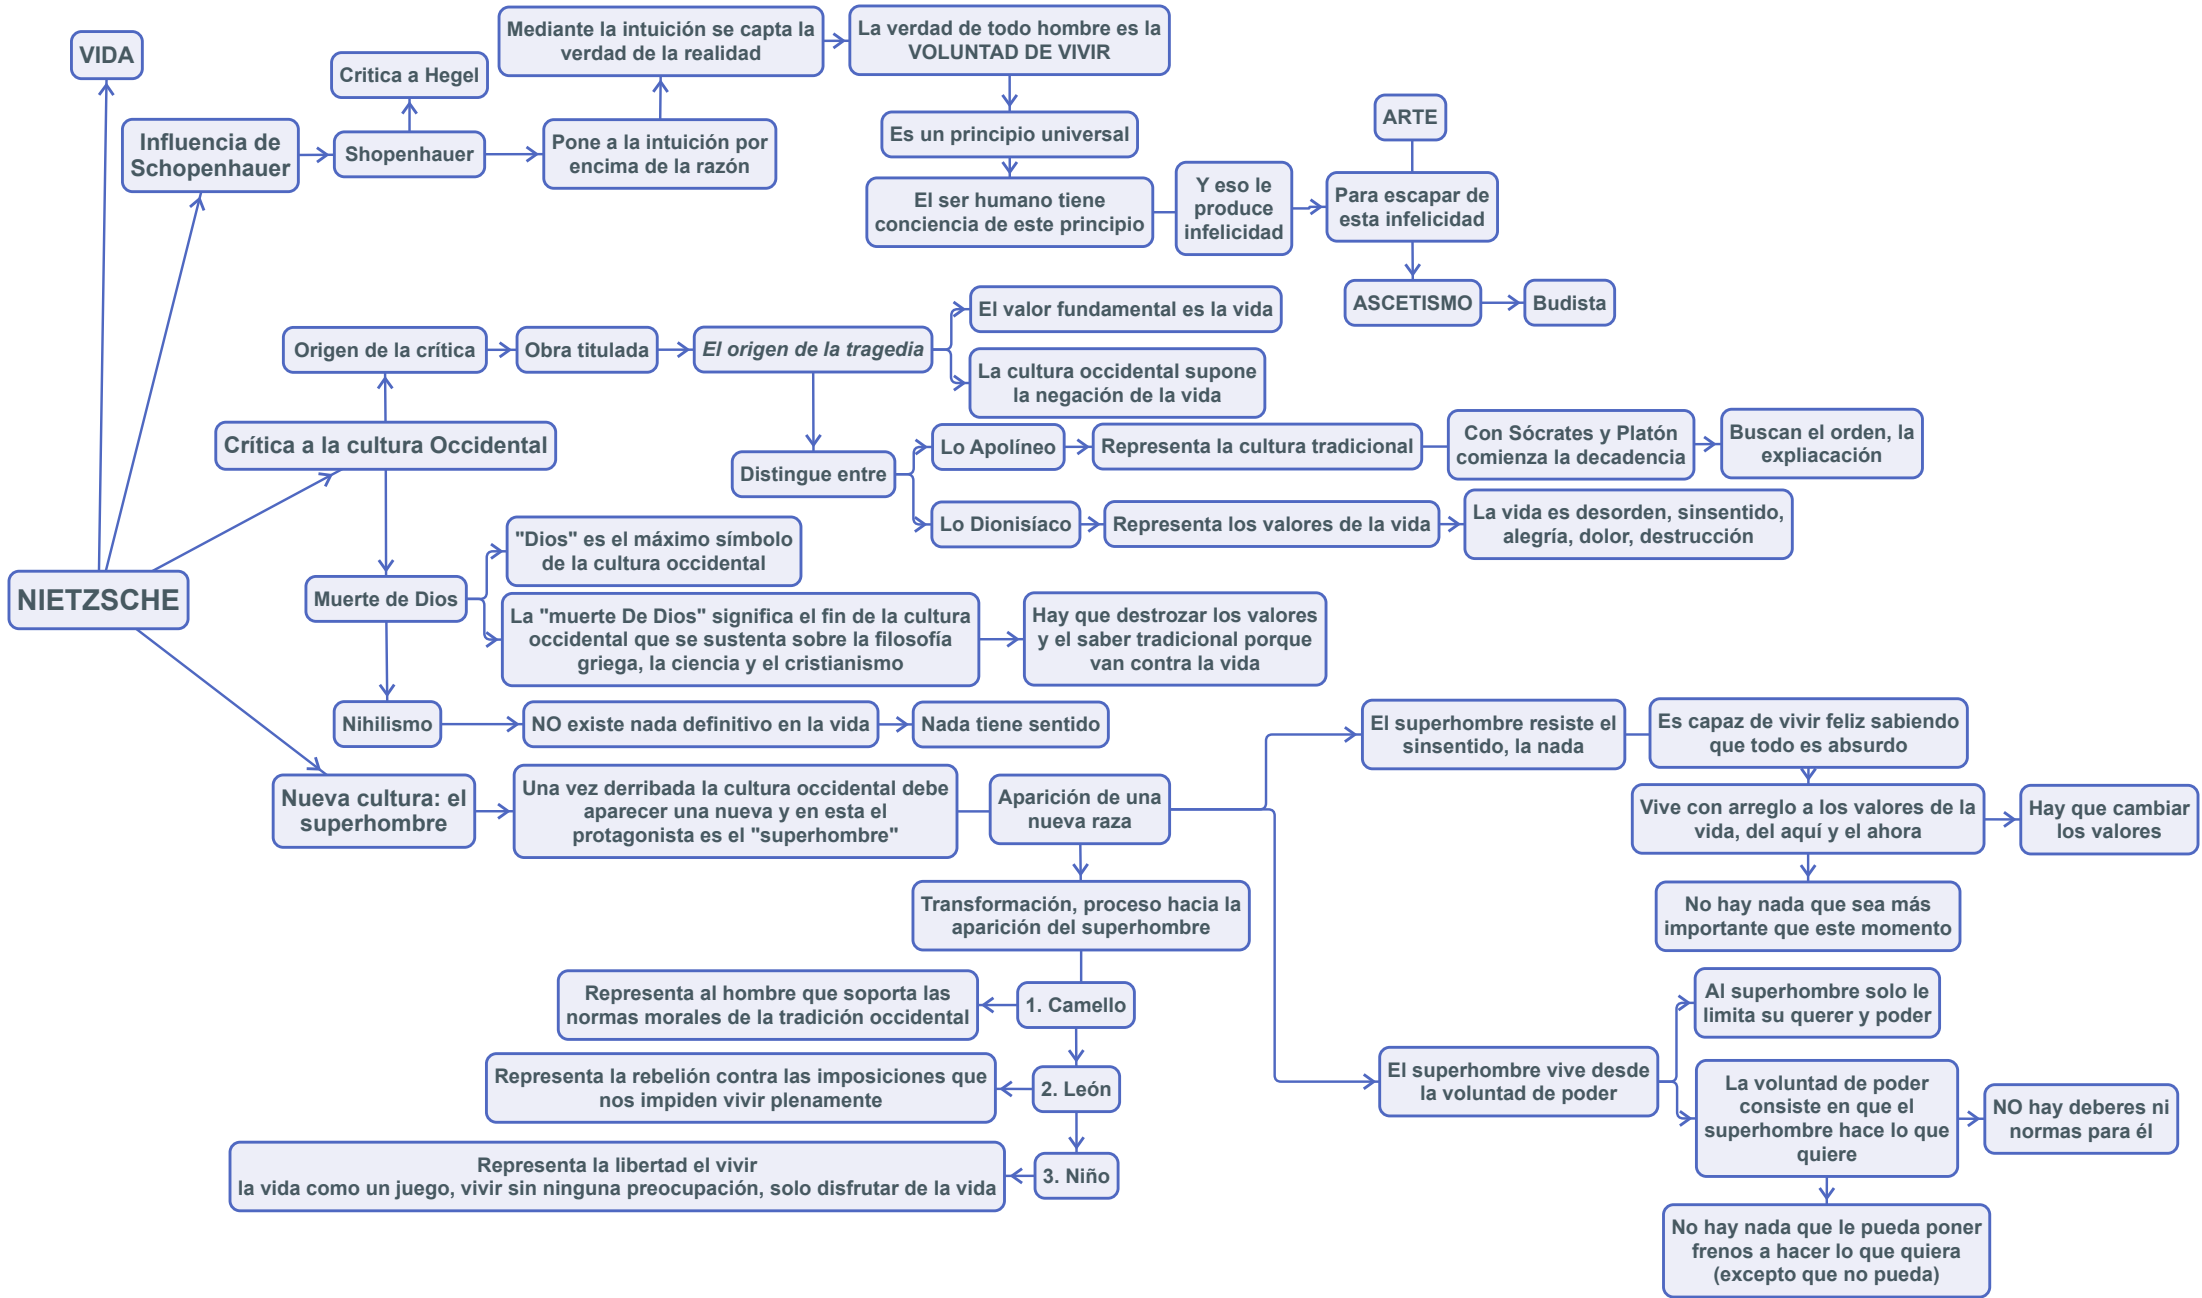 VIDA
Influencia de
Schopenhauer
Critica a Hegel
Shopenhauer
Pone a la intuición por
encima de la razón
Mediante la intuición se capta la
verdad de la realidad
La verdad de todo hombre es la
VOLUNTAD DE VIVIR
Es un principio universal
El ser humano tiene
conciencia de este principio
Y eso le
produce
infelicidad
Para escapar de
esta infelicidad
ARTE
ASCETISMO
Budista
Origen de la crítica
Obra titulada
El origen de la tragedia
El valor fundamental es la vida
La cultura occidental supone
la negación de la vida
Crítica a la cultura Occidental
Distingue entre
Lo Apolíneo
Representa la cultura tradicional
Con Sócrates y Platón
comienza la decadencia
Buscan el orden, la
expliacación
Lo Dionisíaco
Representa los valores de la vida
La vida es desorden, sinsentido,
alegría, dolor, destrucción
NIETZSCHE
Muerte de Dios
"Dios" es el máximo símbolo
de la cultura occidental
La "muerte De Dios" significa el fin de la cultura
occidental que se sustenta sobre la filosofía
griega, la ciencia y el cristianismo
Hay que destrozar los valores
y el saber tradicional porque
van contra la vida
Nihilismo
NO existe nada definitivo en la vida
Nada tiene sentido
Nueva cultura: el
superhombre
Una vez derribada la cultura occidental debe
aparecer una nueva y en esta el
protagonista es el "superhombre"
Aparición de una
nueva raza
El superhombre resiste el
sinsentido, la nada
Es capaz de vivir feliz sabiendo
que todo es absurdo
Vive con arreglo a los valores de la
vida, del aquí y el ahora
Hay que cambiar
los valores
No hay nada que sea más
importante que este momento
Transformación, proceso hacia la
aparición del superhombre
1. Camello
Representa al hombre que soporta las
normas morales de la tradición occidental
2. León
Representa la rebelión contra las imposiciones que
nos impiden vivir plenamente
3. Niño
Representa la libertad el vivir
la vida como un juego, vivir sin ninguna preocupación, solo disfrutar de la vida
El superhombre vive desde
la voluntad de poder
Al superhombre solo le
limita su querer y poder
La voluntad de poder
consiste en que el
superhombre hace lo que
quiere
NO hay deberes ni
normas para él
No hay nada que le pueda poner
frenos a hacer lo que quiera
(excepto que no pueda)